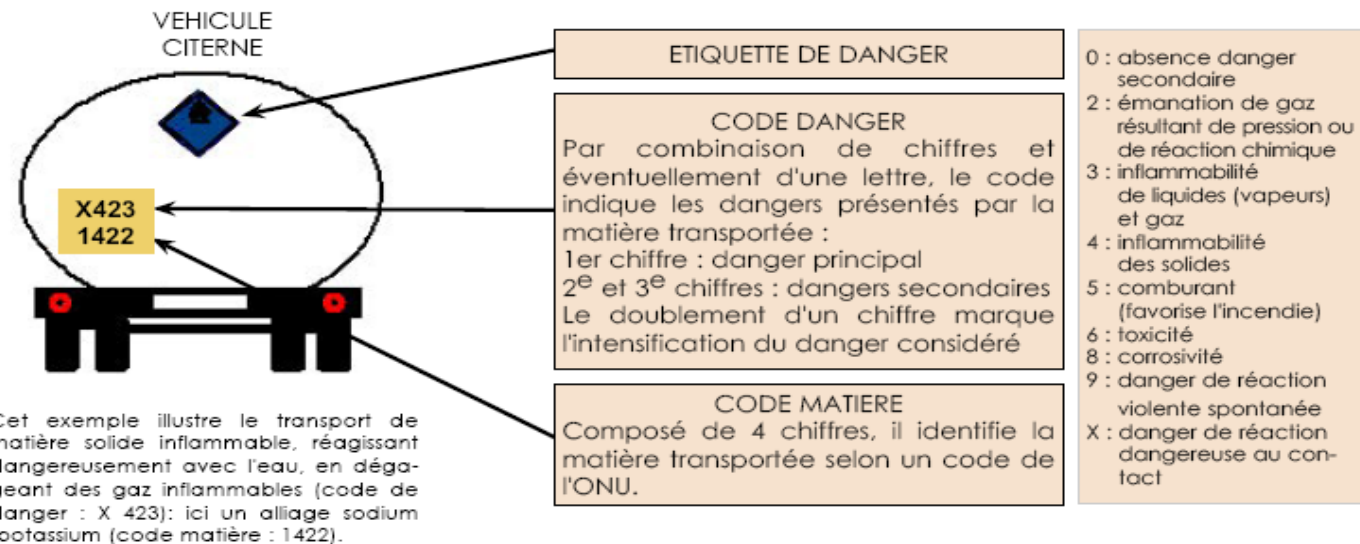 VEHICULE
CITERNE
X423
1422
Cet exemple illustre le transport de
matière solide inflammable, réagissant
dangereusement avec l'eau, en déga-
geant des gaz inflammables (code de
danger : X 423): ici un alliage sodium
potassium (code matière : 1422).
ETIQUETTE DE DANGER
CODE DANGER
Par combinaison de chiffres et
éventuellement d'une lettre, le code
indique les dangers présentés par la
matière transportée :
1er chiffre : danger principal
2e et 3e chiffres : dangers secondaires
Le doublement d'un chiffre marque
l'intensification du danger considéré
CODE MATIERE
Composé de 4 chiffres, il identifie la
matière transportée selon un code de
l'ONU.
0 : absence danger
secondaire
2 : émanation de gaz
résultant de pression ou
de réaction chimique
3 : inflammabilité
de liquides (vapeurs)
et gaz
4 : inflammabilité
des solides
5 : comburant
(favorise l'incendie)
6 : toxicité
8 : corrosivité
9 : danger de réaction
violente spontanée
X : danger de réaction
dangereuse au con-
tact